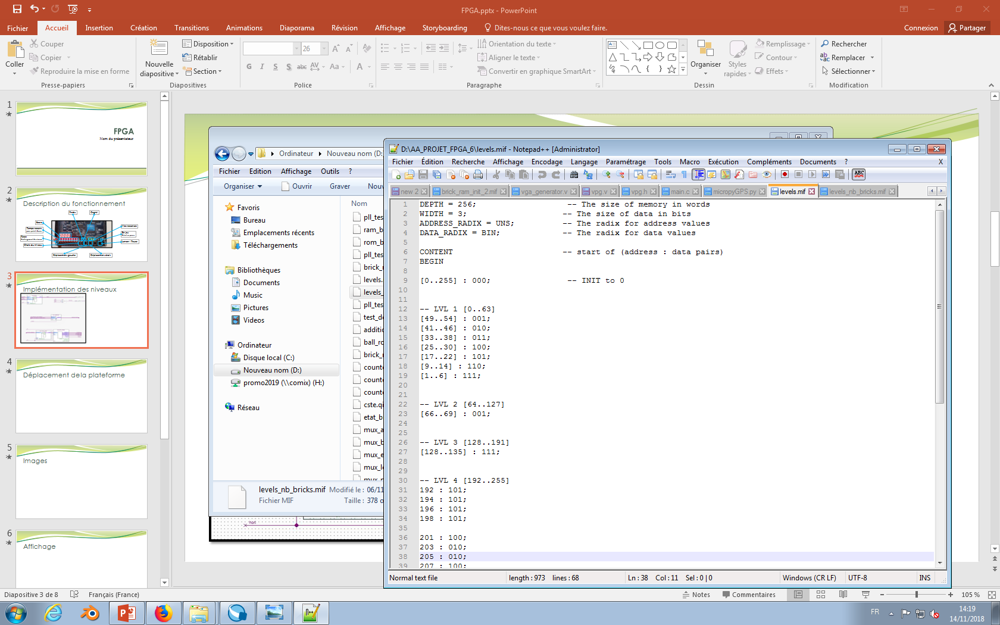 FPGA.pptx - PowerPoint
Fichier Accueil Insertion Création Transitions Animations Diaporama Révision Affichage Storyboarding Dites-nous ce que vous voulez faire. Connexion Partager
Coller
Couper
Copier
Reproduire la mise en forme
Presse-papiers
Nouvelle diapositive
Disposition
Rétablir
Section
Diapositives
26
G I S S abc AV Aa A
Police
Orientation du texte
Aligner le texte
Convertir en graphique SmartArt
Paragraphe
Organiser
Styles rapides
Remplissage
Contour
Effets
Dessin
Rechercher
Remplacer
Sélectionner
Modification
1
FPGA
Nom du présentateur
2
Description du fonctionnement
3
Implémentation des niveaux
4
Déplacement dela plateforme
5
Images
6
Affichage
Ordinateur Nouveau nom (D:
Fichier Edition Affichage Outils ?
Organiser Ouvrir Graver Nouv
Favoris
Bureau
Emplacements récents
Téléchargements
Bibliothèques
Documents
Music
Pictures
Videos
Ordinateur
Disque local (C:)
Nouveau nom (D:)
promo2019 (\\comix) (H:)
Réseau
Nom
pll_tes
ram_b
rom_b
pll_tes
brick_r
levels.
levels_
pll_tes
test_de
additio
ball_ro
brick_r
counte
counte
counte
cste.qi
etat_b
mux_a
mux_b
mux_e
mux_le
levels_nb_bricks.mif Modifié le : 06/11
Fichier MIF Taille : 378 o
D:\AA_PROJET_FPGA_6\levels.mif - Notepad++ [Administrator]
Fichier Édition Recherche Affichage Encodage Langage Paramétrage Tools Macro Exécution Compléments Documents ? X
new 2 brick_ram_init_2.mif vga_generator.v vpg.v vpg.h main.c micropyGPS.py levels.mif levels_nb_bricks.mif
1 DEPTH = 256; -- The size of memory in words
2 WIDTH = 3; -- The size of data in bits
3 ADDRESS_RADIX = UNS; -- The radix for address values
4 DATA_RADIX = BIN; -- The radix for data values
5
6 CONTENT -- start of (address : data pairs)
7 BEGIN
8
9 [0..255] : 000; -- INIT to 0
10
11
12 -- LVL 1 [0..63]
13 [49..54] : 001;
14 [41..46] : 010;
15 [33..38] : 011;
16 [25..30] : 100;
17 [17..22] : 101;
18 [9..14] : 110;
19 [1..6] : 111;
20
21
22 -- LVL 2 [64..127]
23 [66..69] : 001;
24
25
26 -- LVL 3 [128..191]
27 [128..135] : 111;
28
29
30 -- LVL 4 [192..255]
31 192 : 101;
32 194 : 101;
33 196 : 101;
34 198 : 101;
35
36 201 : 100;
37 203 : 010;
38 205 : 010;
39 207 : 100;
Normal text file length : 973 lines : 68 Ln : 38 Col : 11 Sel : 0 | 0 Windows (CR LF) UTF-8 INS
Diapositive 3 de 8 Français (France) Notes Commentaires 105 %
FR 14:19
14/11/2018